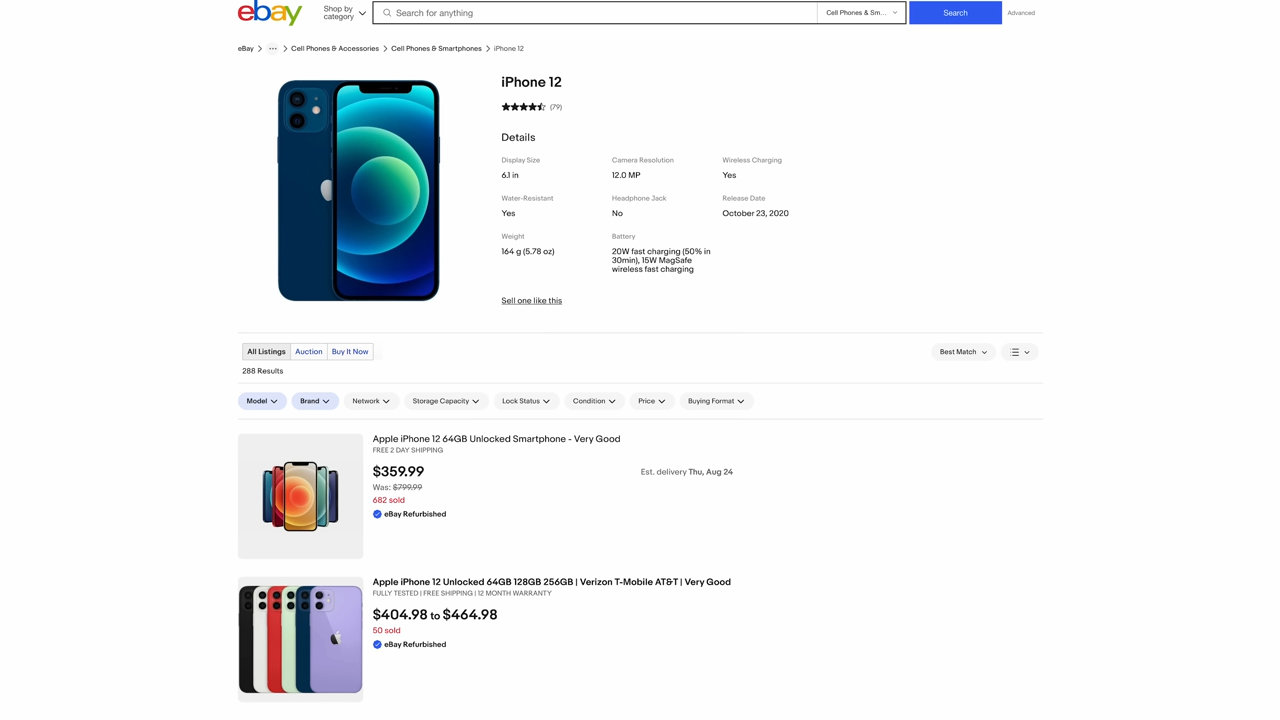 ebay
Shop by category
Search for anything
Cell Phones & Sm...
Search
Advanced
eBay
...
Cell Phones & Accessories
Cell Phones & Smartphones
iPhone 12
iPhone 12
(79)
Details
Display Size
6.1 in
Camera Resolution
12.0 MP
Wireless Charging
Yes
Water-Resistant
Yes
Headphone Jack
No
Release Date
October 23, 2020
Weight
164 g (5.78 oz)
Battery
20W fast charging (50% in
30min), 15W MagSafe
wireless fast charging
Sell one like this
All Listings
Auction
Buy It Now
Best Match
288 Results
Model
Brand
Network
Storage Capacity
Lock Status
Condition
Price
Buying Format
Apple iPhone 12 64GB Unlocked Smartphone - Very Good
FREE 2 DAY SHIPPING
$359.99
Est. delivery Thu, Aug 24
Was: $799.99
682 sold
eBay Refurbished
Apple iPhone 12 Unlocked 64GB 128GB 256GB | Verizon T-Mobile AT&T | Very Good
FULLY TESTED | FREE SHIPPING | 12 MONTH WARRANTY
$404.98 to $464.98
50 sold
eBay Refurbished